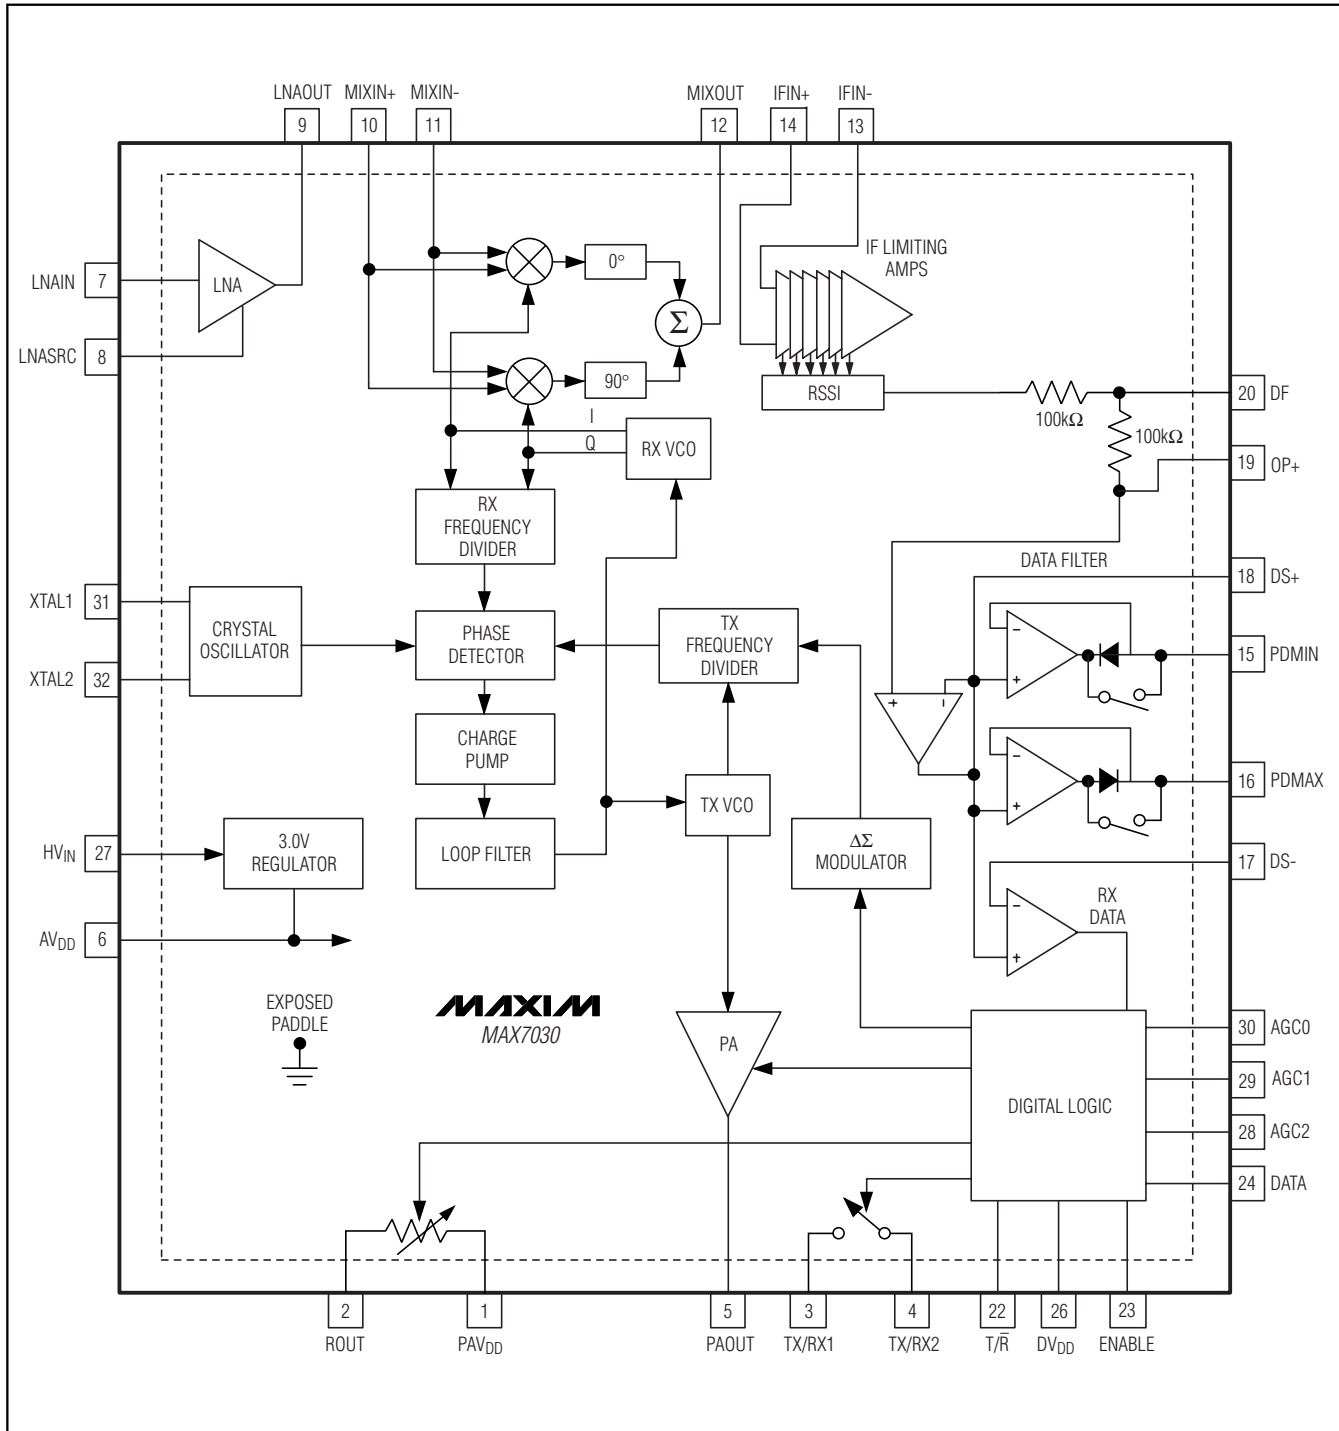 LNAOUT MIXIN+ MIXIN- MIXOUT IFIN+ IFIN-
9 10 11 12 14 13
IF LIMITING
AMPS
LNAIN 7
LNA
0°
Σ
LNASRC 8
90°
RSSI
I
Q
RX VCO
100kΩ
100kΩ
20 DF
19 OP+
RX
FREQUENCY
DIVIDER
DATA FILTER
18 DS+
XTAL1 31
XTAL2 32
CRYSTAL
OSCILLATOR
PHASE
DETECTOR
TX
FREQUENCY
DIVIDER
−
+
15 PDMIN
+ −
CHARGE
PUMP
−
+
16 PDMAX
TX VCO
HVIN 27
3.0V
REGULATOR
LOOP FILTER
ΔΣ
MODULATOR
17 DS-
RX
DATA
−
+
AVDD 6
EXPOSED
PADDLE
MAXIM
MAX7030
PA
DIGITAL LOGIC
30 AGC0
29 AGC1
28 AGC2
24 DATA
2 1 5 3 4 22 26 23
ROUT PAVDD PAOUT TX/RX1 TX/RX2 T/R̅ DVDD ENABLE